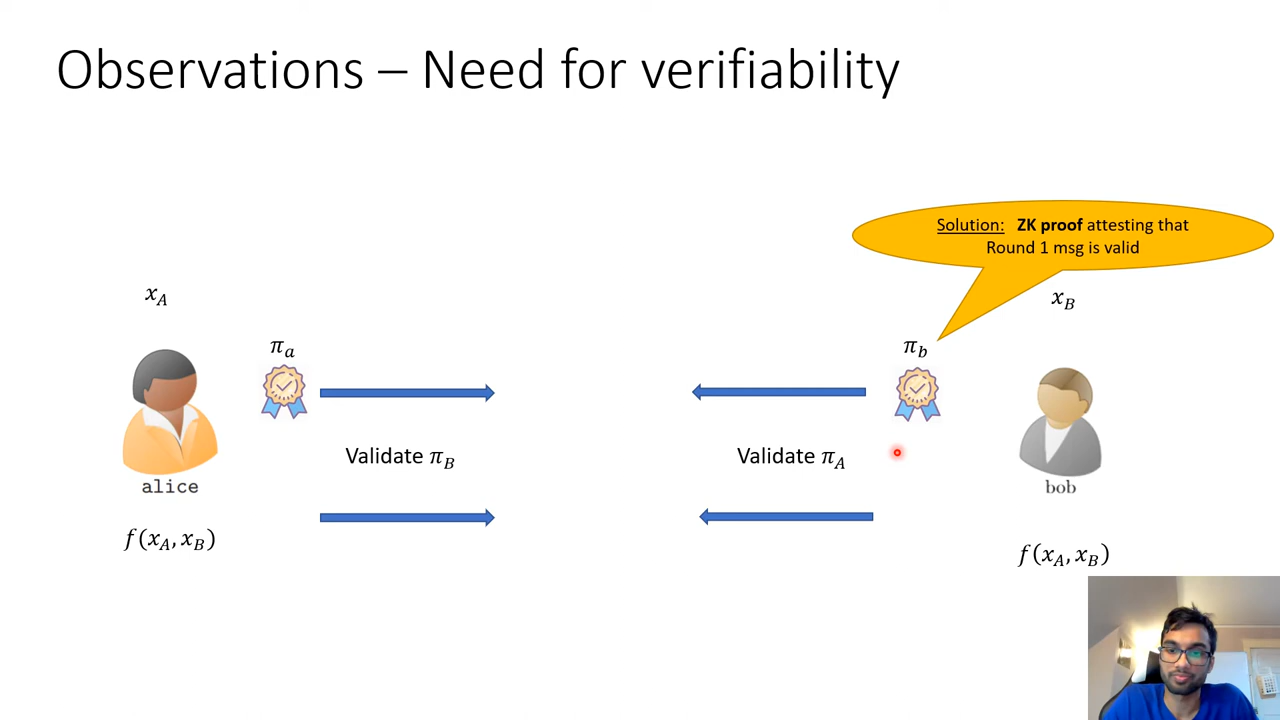 Observations – Need for verifiability
Solution: ZK proof attesting that
Round 1 msg is valid
x_A
x_B
π_a
π_b
Validate π_B
Validate π_A
alice
bob
f(x_A, x_B)
f(x_A, x_B)